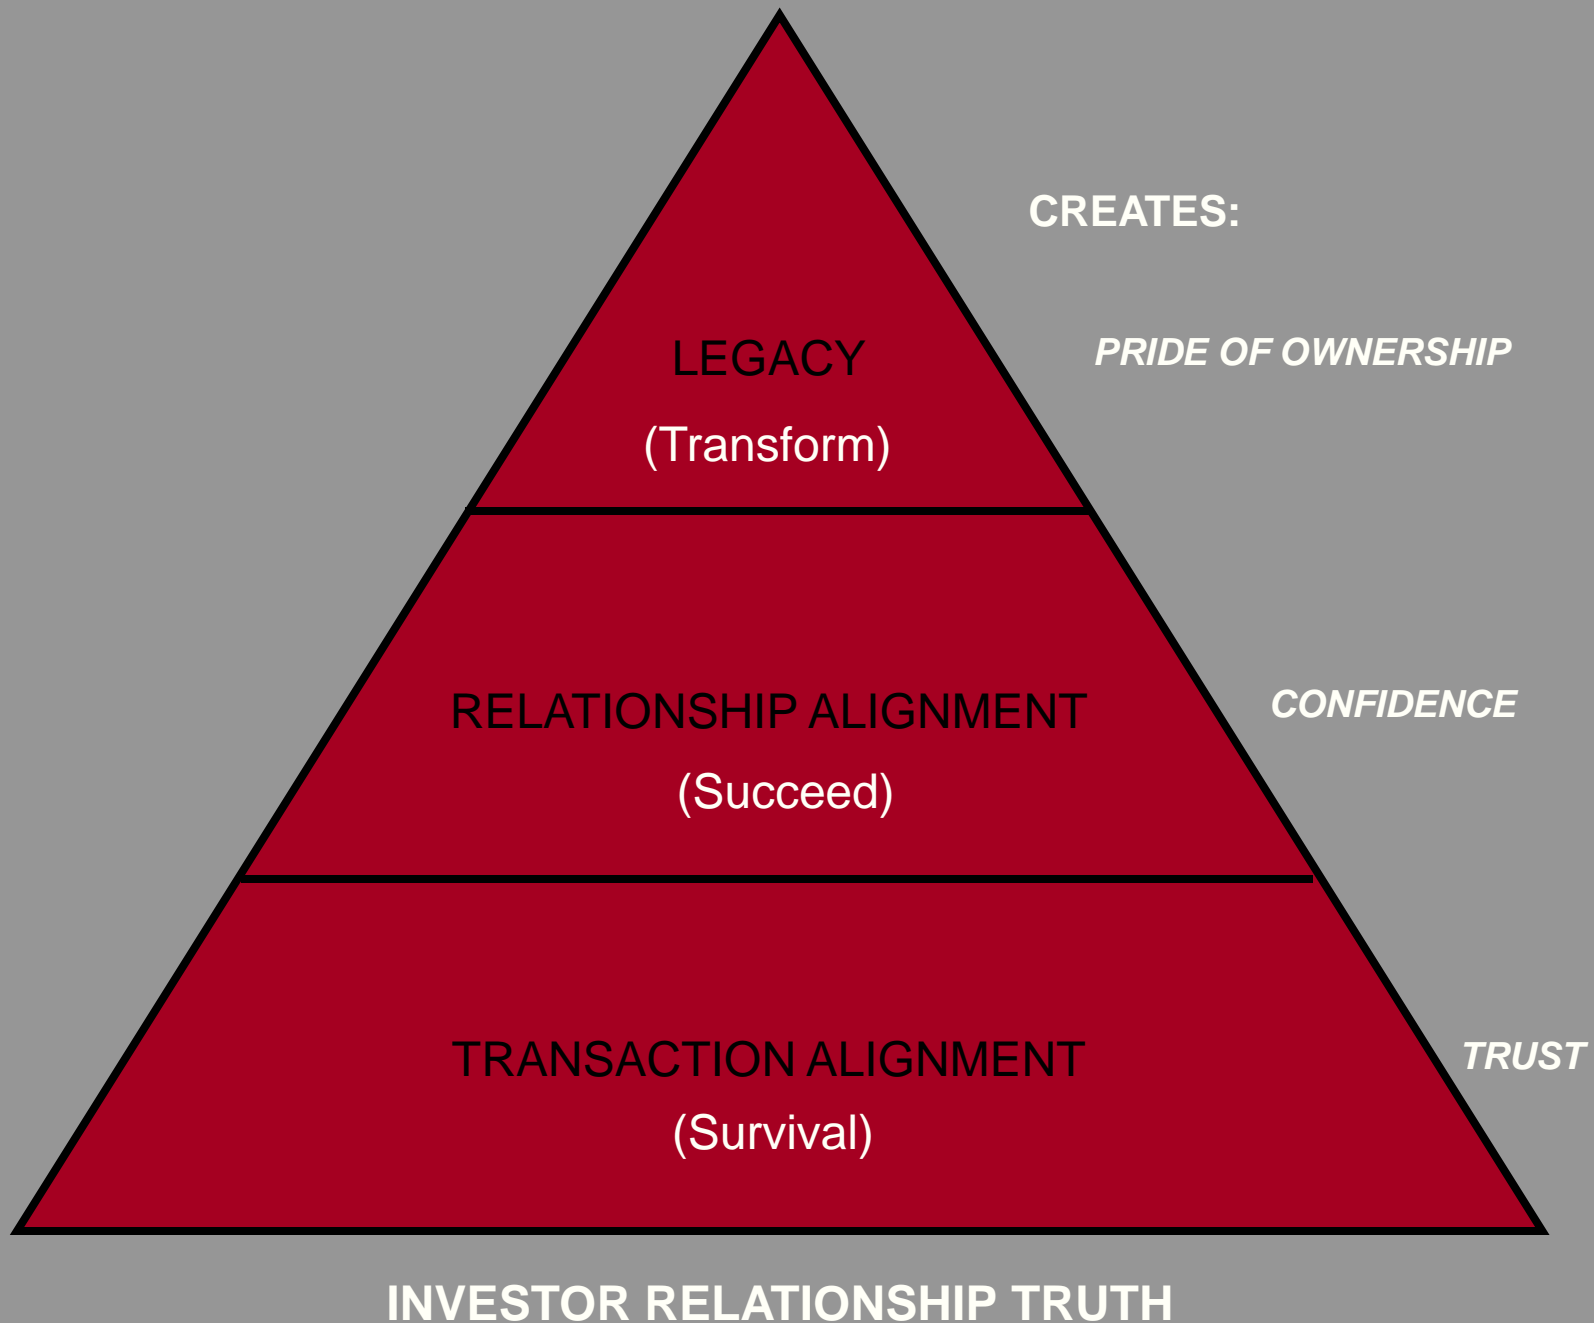 CREATES:
LEGACY
PRIDE OF OWNERSHIP
(Transform)
RELATIONSHIP ALIGNMENT
CONFIDENCE
(Succeed)
TRANSACTION ALIGNMENT
TRUST
(Survival)
INVESTOR RELATIONSHIP TRUTH